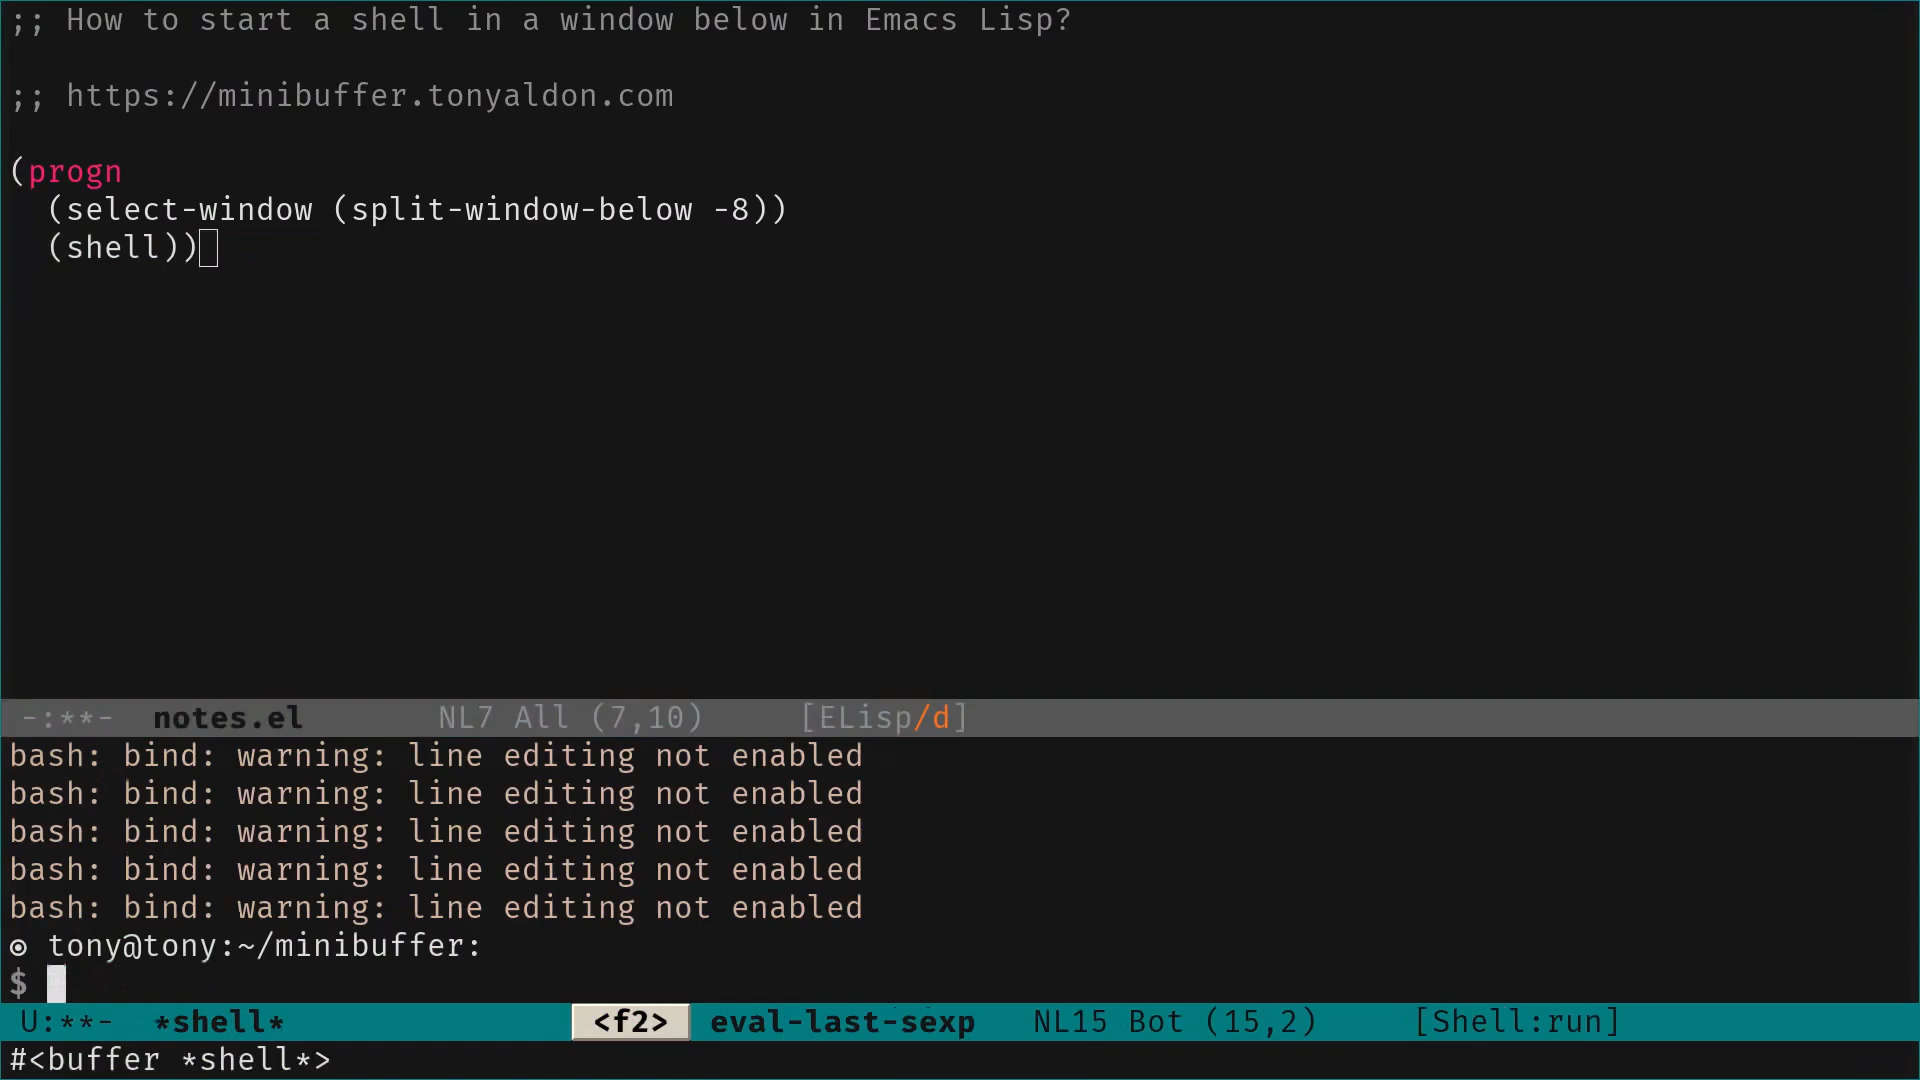 ;; How to start a shell in a window below in Emacs Lisp?
;; https://minibuffer.tonyaldon.com
(progn
  (select-window (split-window-below -8))
  (shell))
-:**-  notes.el       NL7 All (7,10)     [ELisp/d]
bash: bind: warning: line editing not enabled
bash: bind: warning: line editing not enabled
bash: bind: warning: line editing not enabled
bash: bind: warning: line editing not enabled
bash: bind: warning: line editing not enabled
⊙ tony@tony:~/minibuffer:
$
U:**-  *shell*               <f2> eval-last-sexp   NL15 Bot (15,2)     [Shell:run]
#<buffer *shell*>